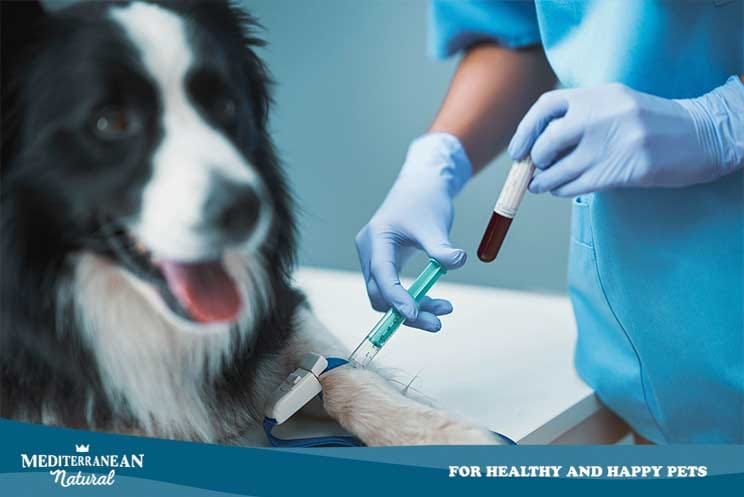 MEDITERRANEAN
Natural
FOR HEALTHY AND HAPPY PETS